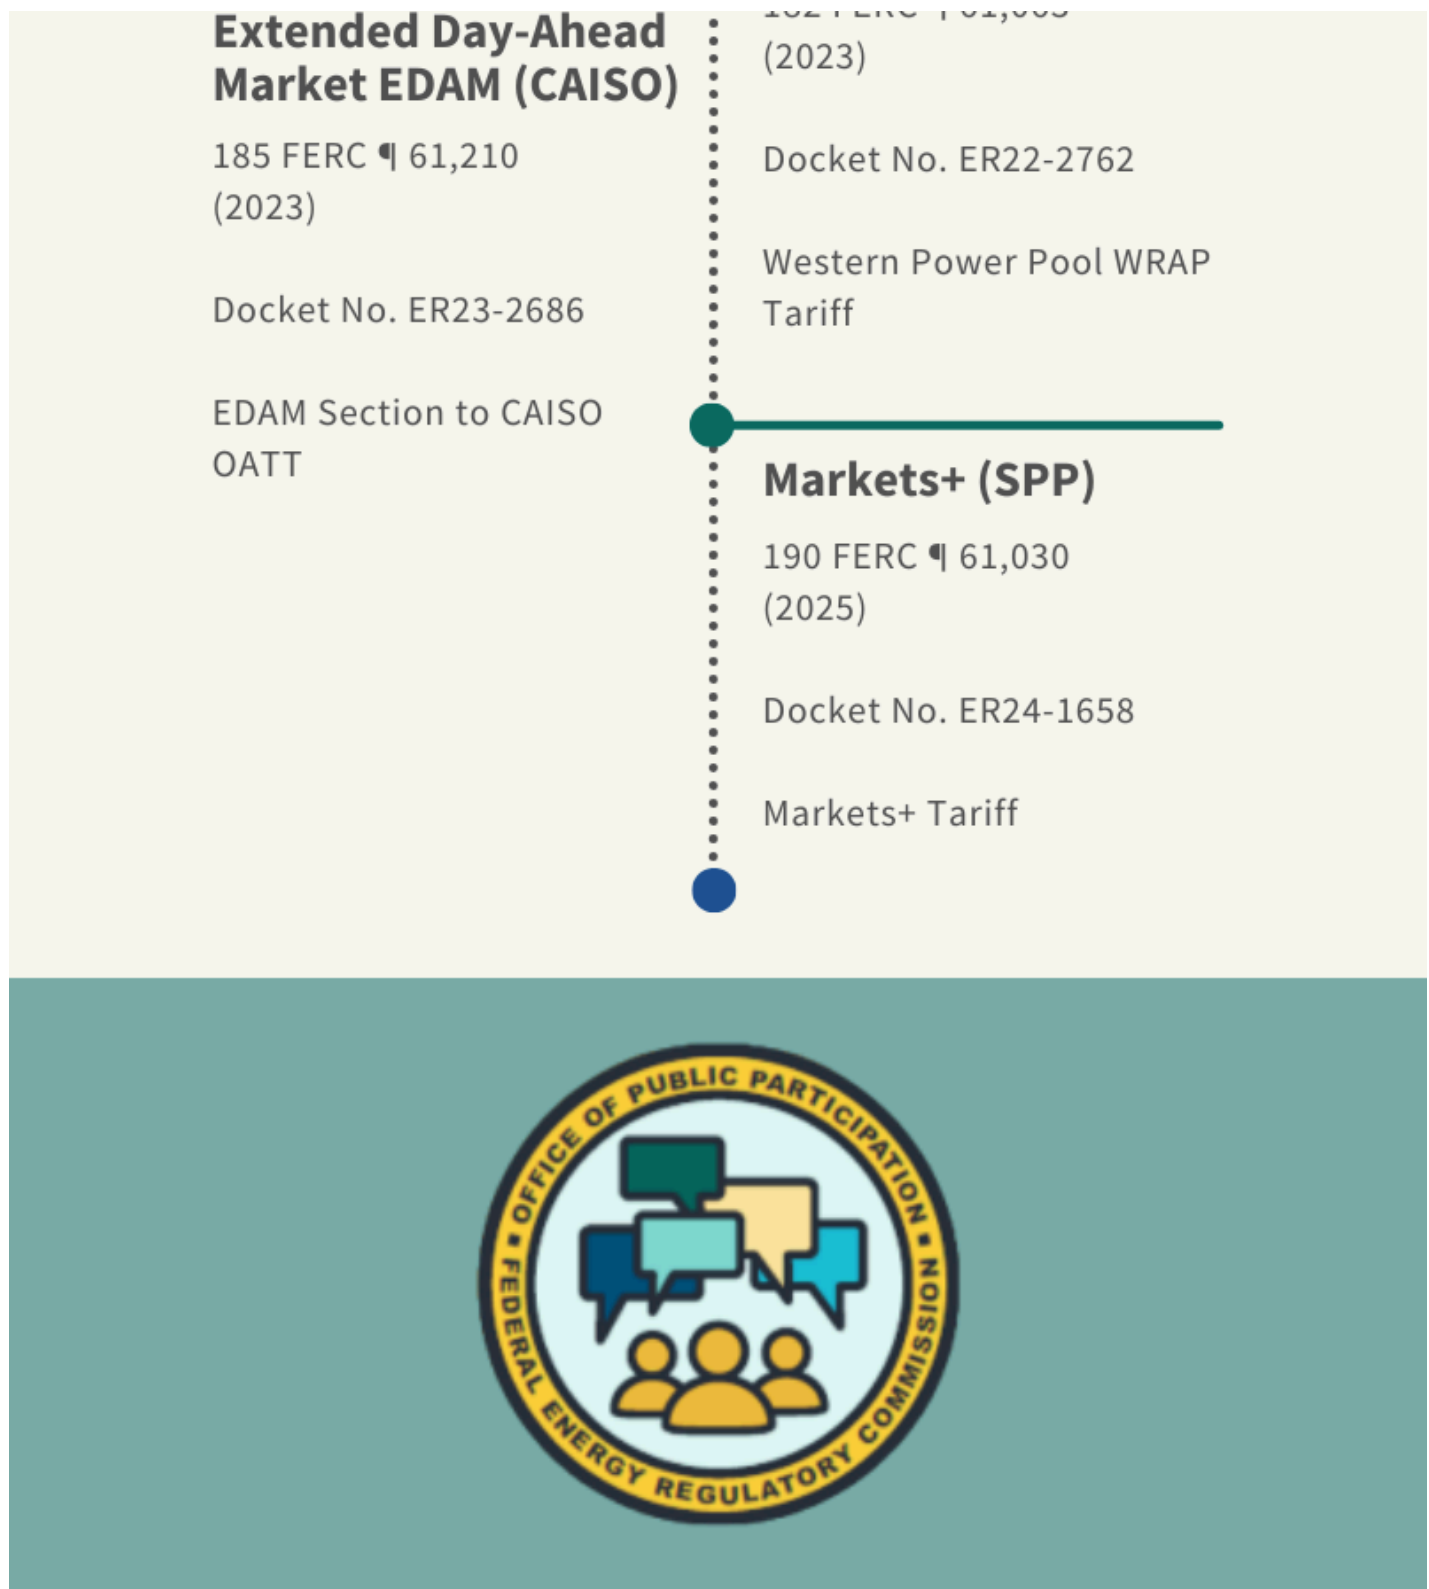 Extended Day-Ahead
Market EDAM (CAISO)
185 FERC ¶ 61,210
(2023)
Docket No. ER23-2686
EDAM Section to CAISO
OATT
(2023)
Docket No. ER22-2762
Western Power Pool WRAP
Tariff
Markets+ (SPP)
190 FERC ¶ 61,030
(2025)
Docket No. ER24-1658
Markets+ Tariff
OFFICE OF PUBLIC PARTICIPATION
FEDERAL ENERGY REGULATORY COMMISSION